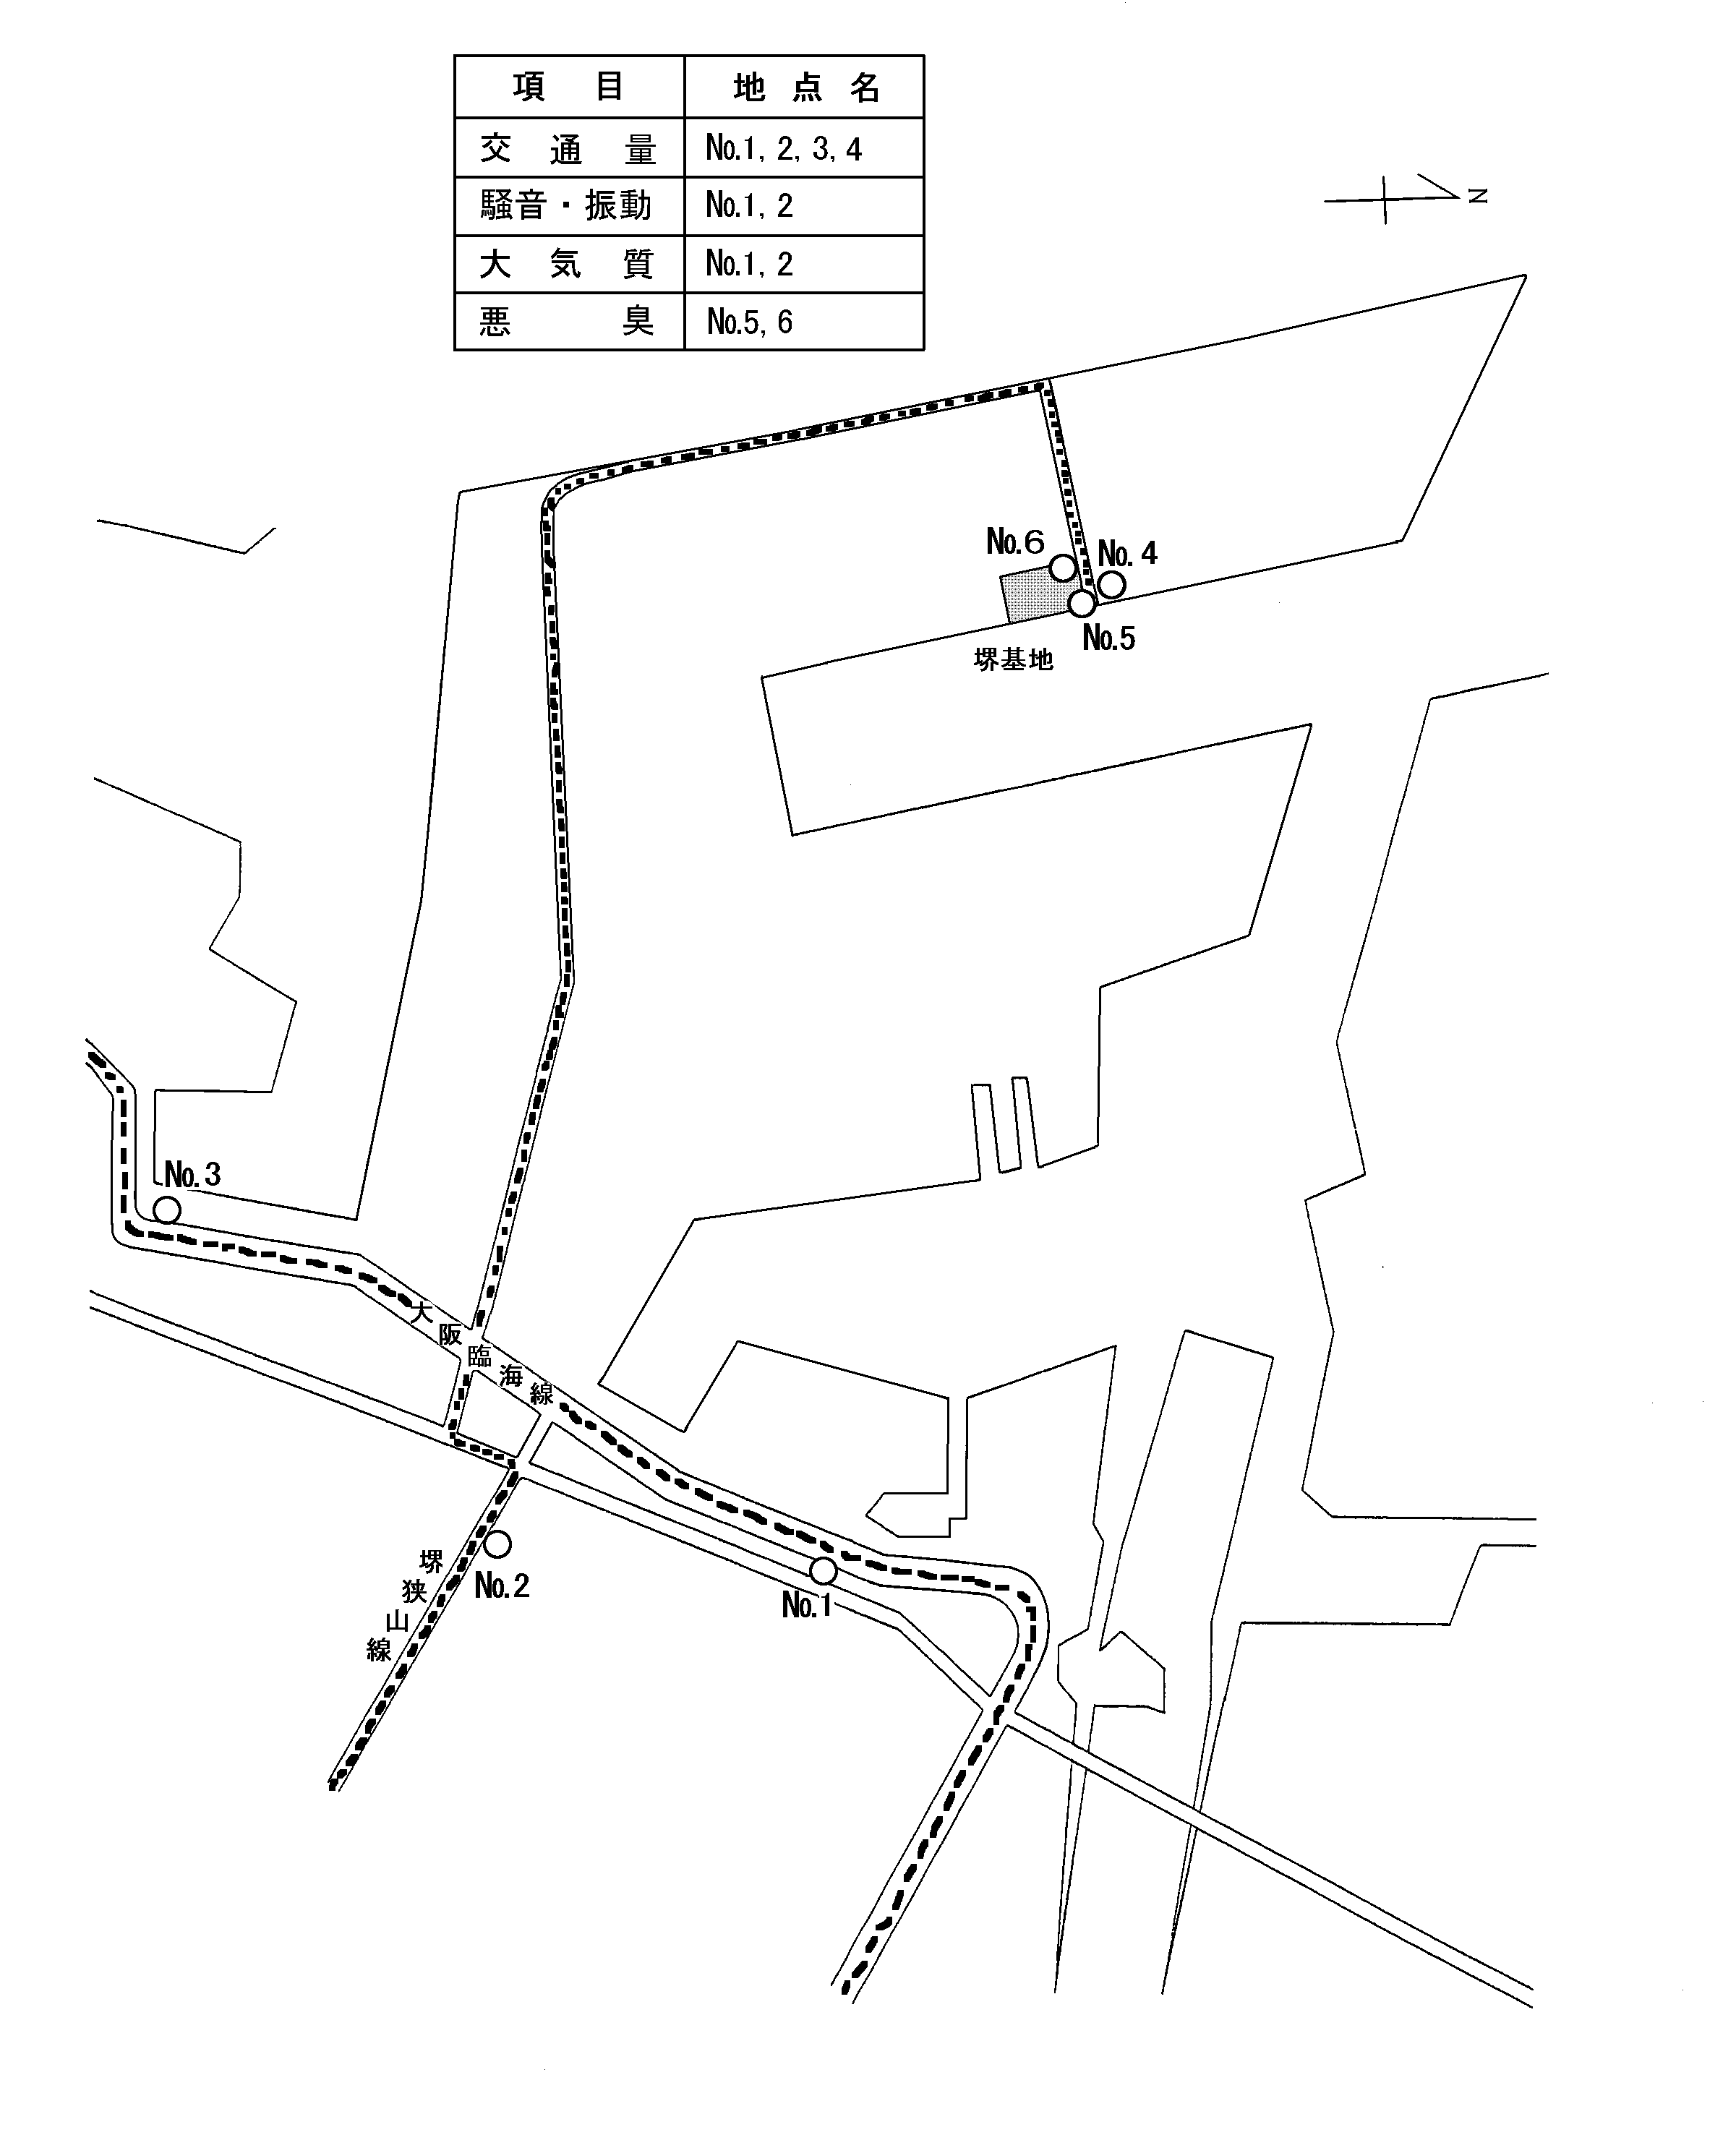 項目 地点名
交通量 No.1, 2, 3, 4
騒音・振動 No.1, 2
大気質 No.1, 2
悪臭 No.5, 6
N
No.6
No.4
No.5
堺基地
No.3
大阪臨海線
No.2
No.1
堺狭山線